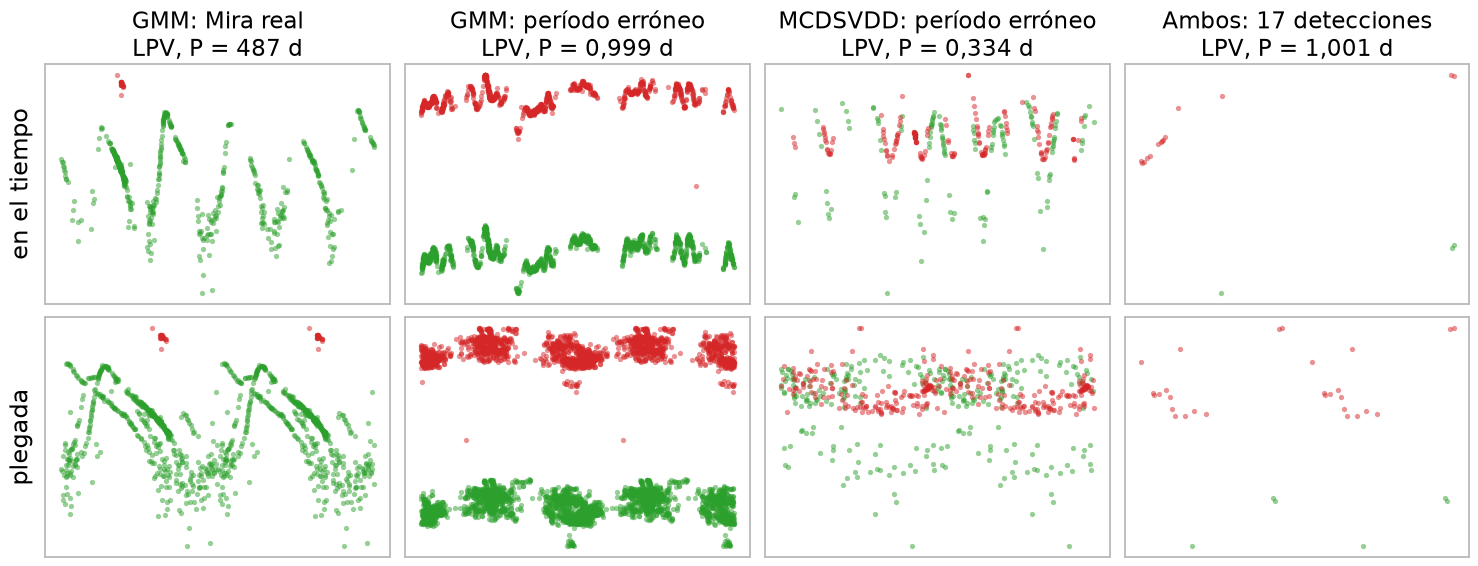 GMM: Mira real
LPV, P = 487 d
GMM: período erróneo
LPV, P = 0,999 d
MCDSVDD: período erróneo
LPV, P = 0,334 d
Ambos: 17 detecciones
LPV, P = 1,001 d
en el tiempo
plegada